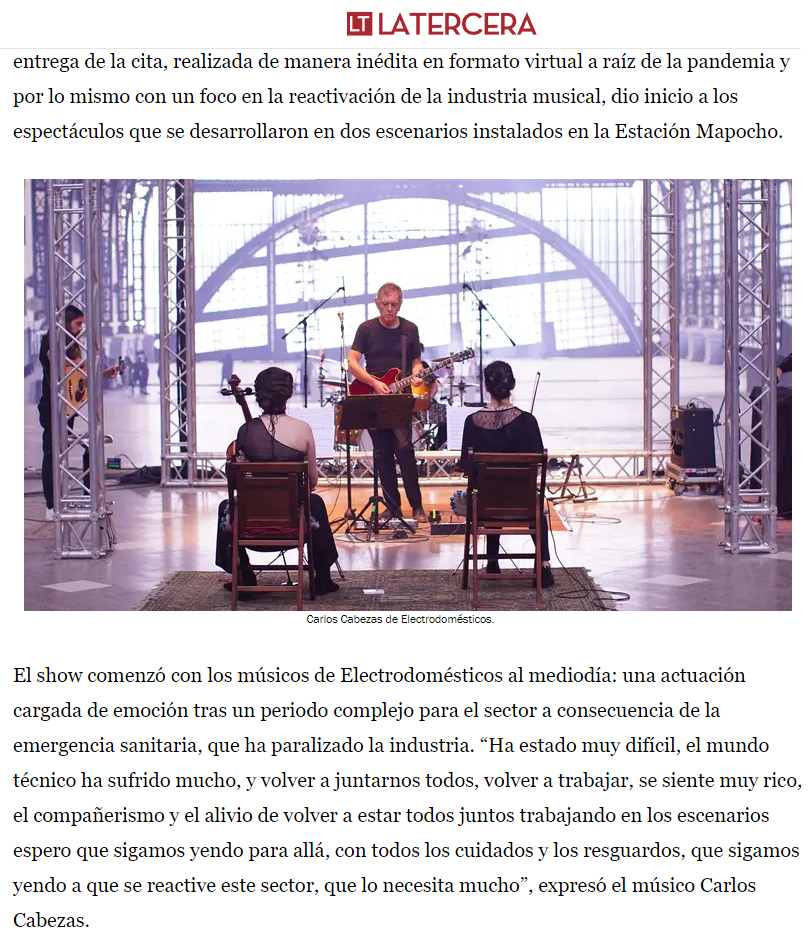 LT LATERCERA
entrega de la cita, realizada de manera inédita en formato virtual a raíz de la pandemia y
por lo mismo con un foco en la reactivación de la industria musical, dio inicio a los
espectáculos que se desarrollaron en dos escenarios instalados en la Estación Mapocho.
Carlos Cabezas de Electrodomésticos.
El show comenzó con los músicos de Electrodomésticos al mediodía: una actuación
cargada de emoción tras un periodo complejo para el sector a consecuencia de la
emergencia sanitaria, que ha paralizado la industria. “Ha estado muy difícil, el mundo
técnico ha sufrido mucho, y volver a juntarnos todos, volver a trabajar, se siente muy rico,
el compañerismo y el alivio de volver a estar todos juntos trabajando en los escenarios
espero que sigamos yendo para allá, con todos los cuidados y los resguardos, que sigamos
yendo a que se reactive este sector, que lo necesita mucho”, expresó el músico Carlos
Cabezas.